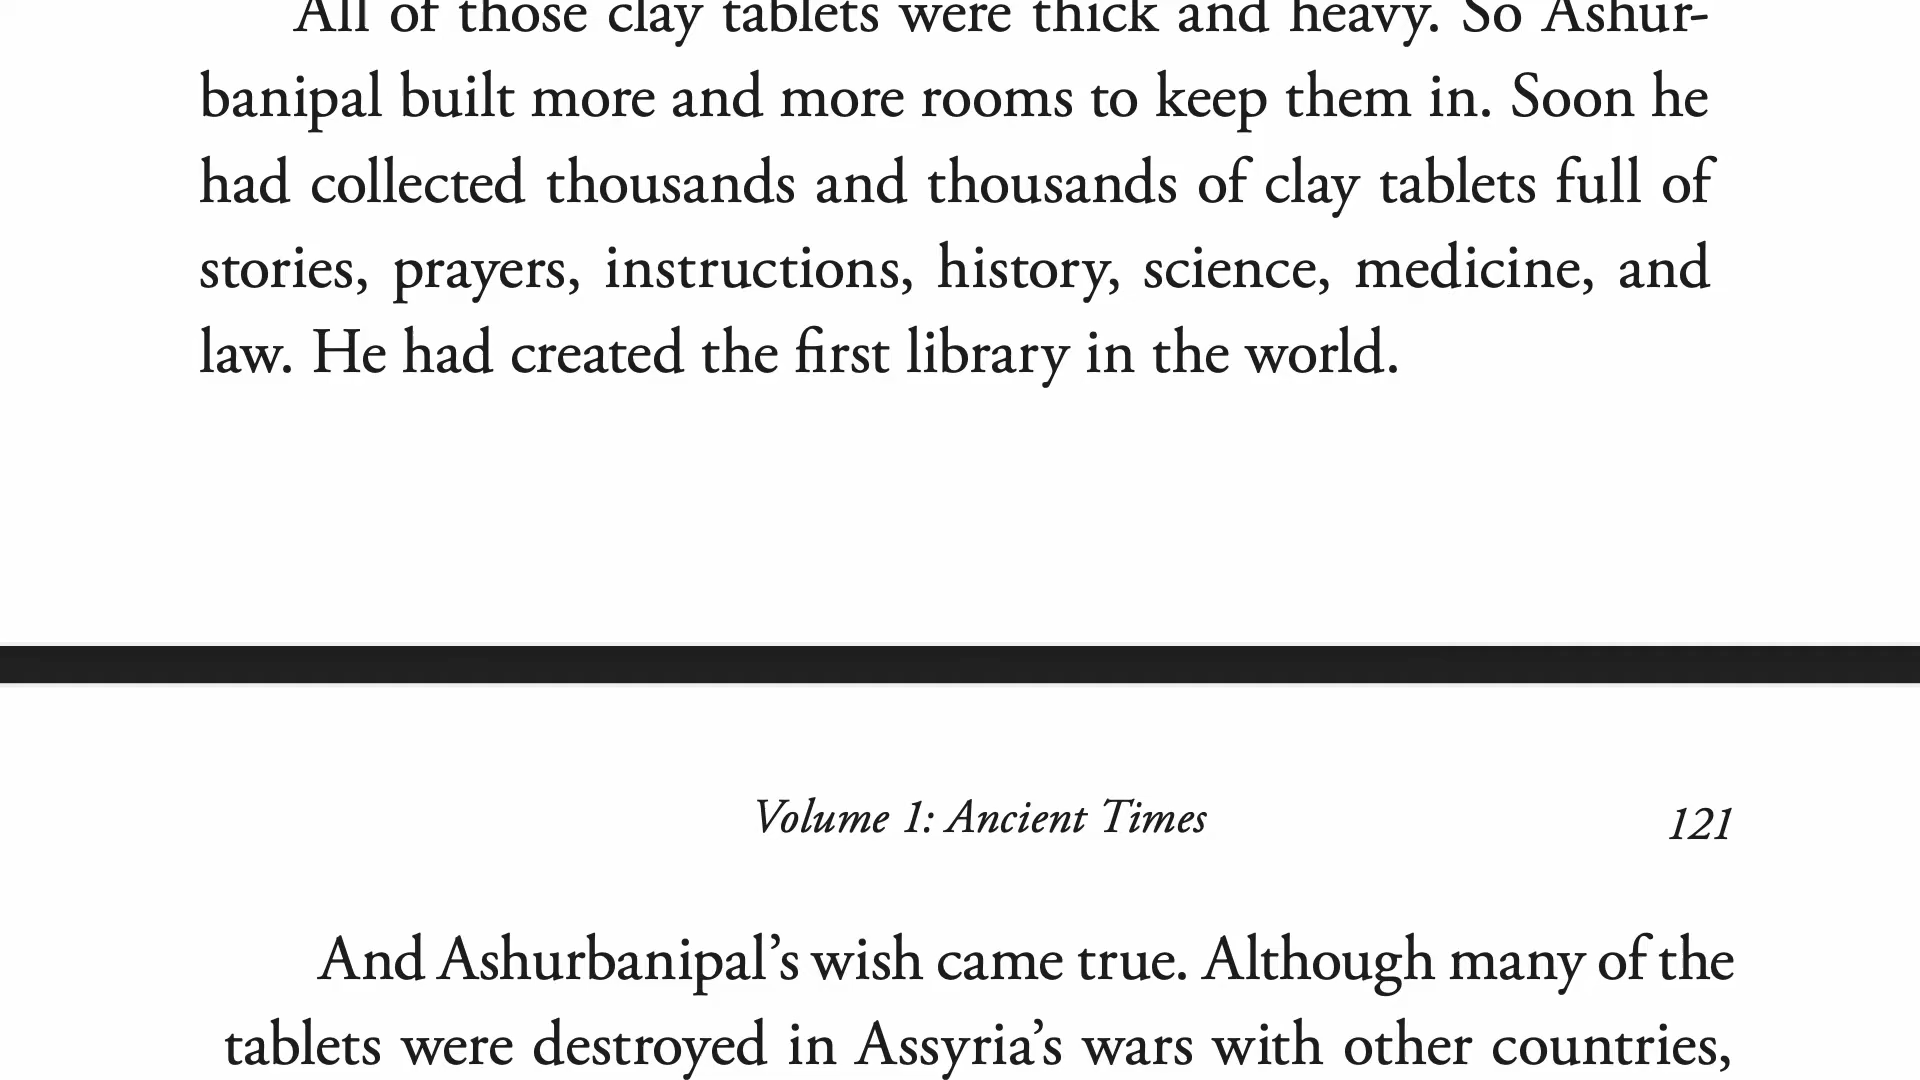 All of those clay tablets were thick and heavy. So Ashur-
banipal built more and more rooms to keep them in. Soon he
had collected thousands and thousands of clay tablets full of
stories, prayers, instructions, history, science, medicine, and
law. He had created the first library in the world.
Volume 1: Ancient Times 121
And Ashurbanipal’s wish came true. Although many of the
tablets were destroyed in Assyria’s wars with other countries,